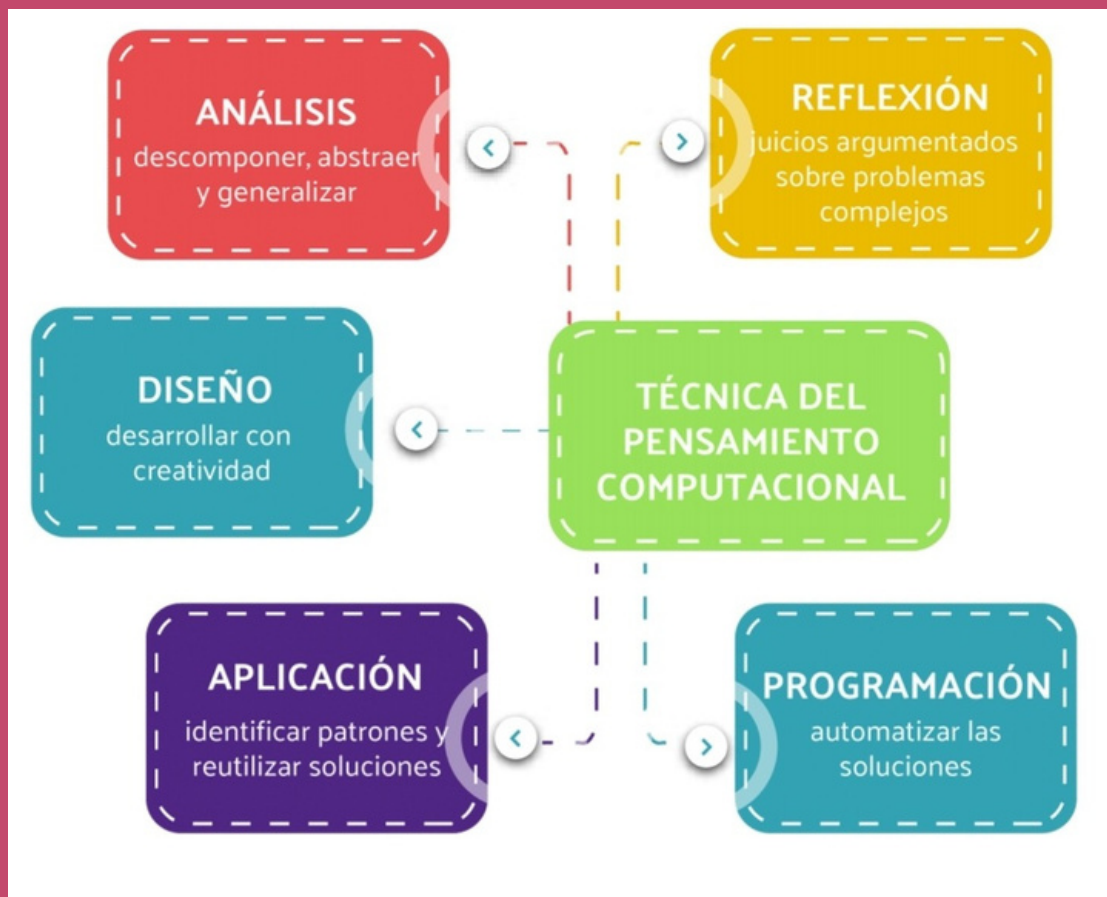 ANÁLISIS
descomponer, abstraer
y generalizar
REFLEXIÓN
juicios argumentados
sobre problemas
complejos
DISEÑO
desarrollar con
creatividad
TÉCNICA DEL
PENSAMIENTO
COMPUTACIONAL
APLICACIÓN
identificar patrones y
reutilizar soluciones
PROGRAMACIÓN
automatizar las
soluciones